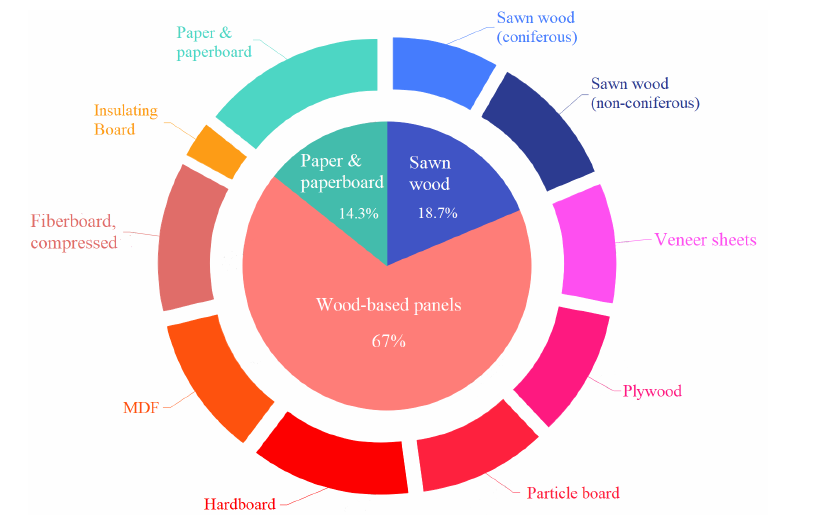 Paper &
paperboard
Sawn wood
(coniferous)
Sawn wood
(non-coniferous)
Insulating
Board
Paper &
paperboard
14.3%
Sawn
wood
18.7%
Fiberboard,
compressed
Veneer sheets
Wood-based panels
67%
MDF
Plywood
Hardboard
Particle board